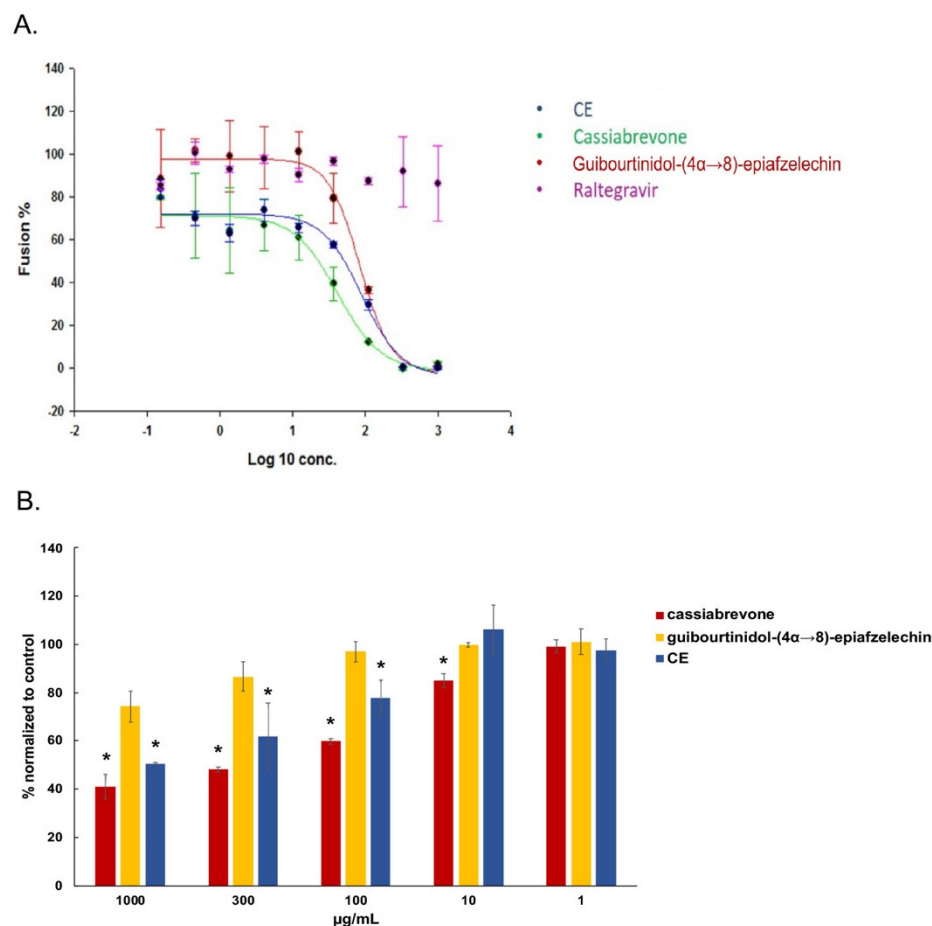 A.
140
120
100
80
60
40
20
0
-20
Fusion %
-2
-1
0
1
2
3
4
Log 10 conc.
CE
Cassiabrevone
Guibourtinidol-(4α→8)-epiafzelechin
Raltegravir
B.
140
120
100
80
60
40
20
0
% normalized to control
*
*
*
*
*
*
*
1000
300
100
10
1
µg/mL
cassiabrevone
guibourtinidol-(4α→8)-epiafzelechin
CE